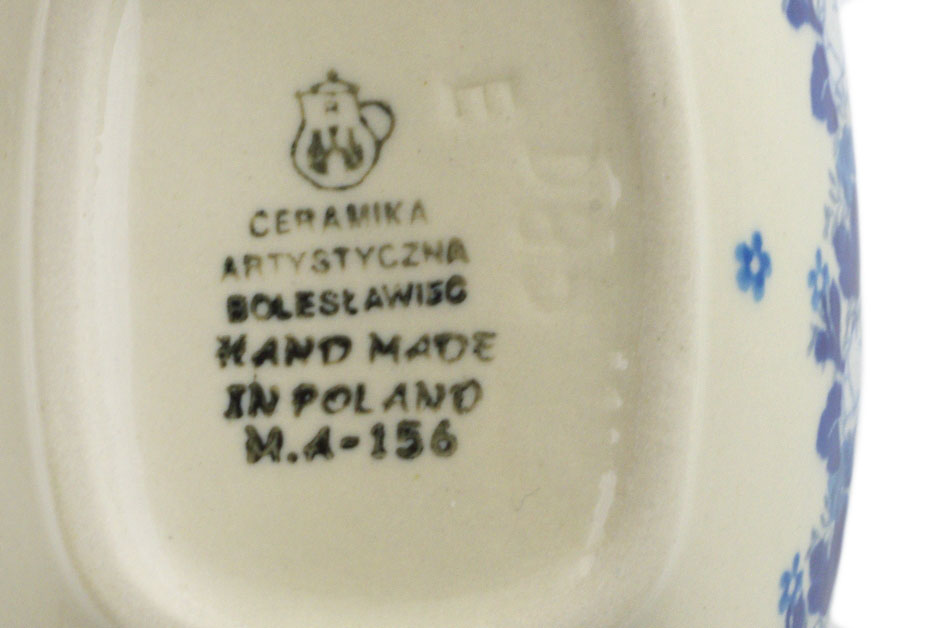 CERAMIKA
ARTYSTYCZNA
BOLESŁAWIEC
HAND MADE
IN POLAND
M.A-156